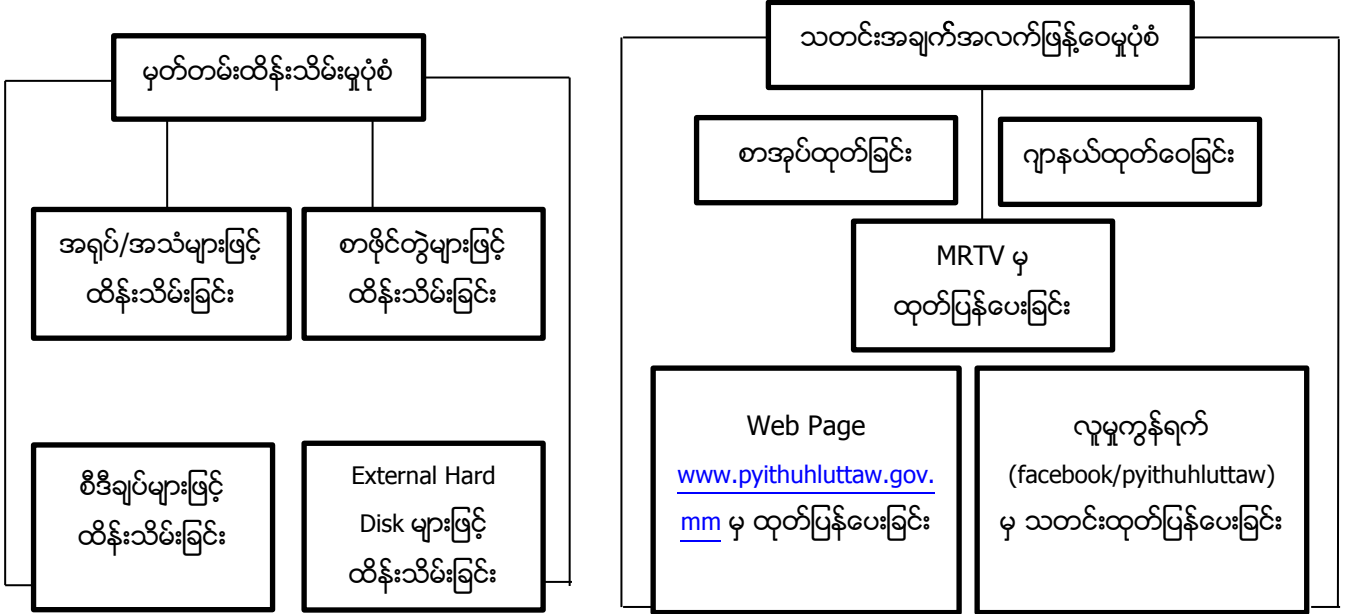 မှတ်တမ်းထိန်းသိမ်းမှုပုံစံ
အရုပ်/အသံများဖြင့်
ထိန်းသိမ်းခြင်း
စာဖိုင်တွဲများဖြင့်
ထိန်းသိမ်းခြင်း
စီဒီချပ်များဖြင့်
ထိန်းသိမ်းခြင်း
External Hard
Disk များဖြင့်
ထိန်းသိမ်းခြင်း
သတင်းအချက်အလက်ဖြန့်ဝေမှုပုံစံ
စာအုပ်ထုတ်ခြင်း
ဂျာနယ်ထုတ်ဝေခြင်း
MRTV မှ
ထုတ်ပြန်ပေးခြင်း
Web Page
www.pyithuhluttaw.gov.
mm မှ ထုတ်ပြန်ပေးခြင်း
လူမှုကွန်ရက်
(facebook/pyithuhluttaw)
မှ သတင်းထုတ်ပြန်ပေးခြင်း